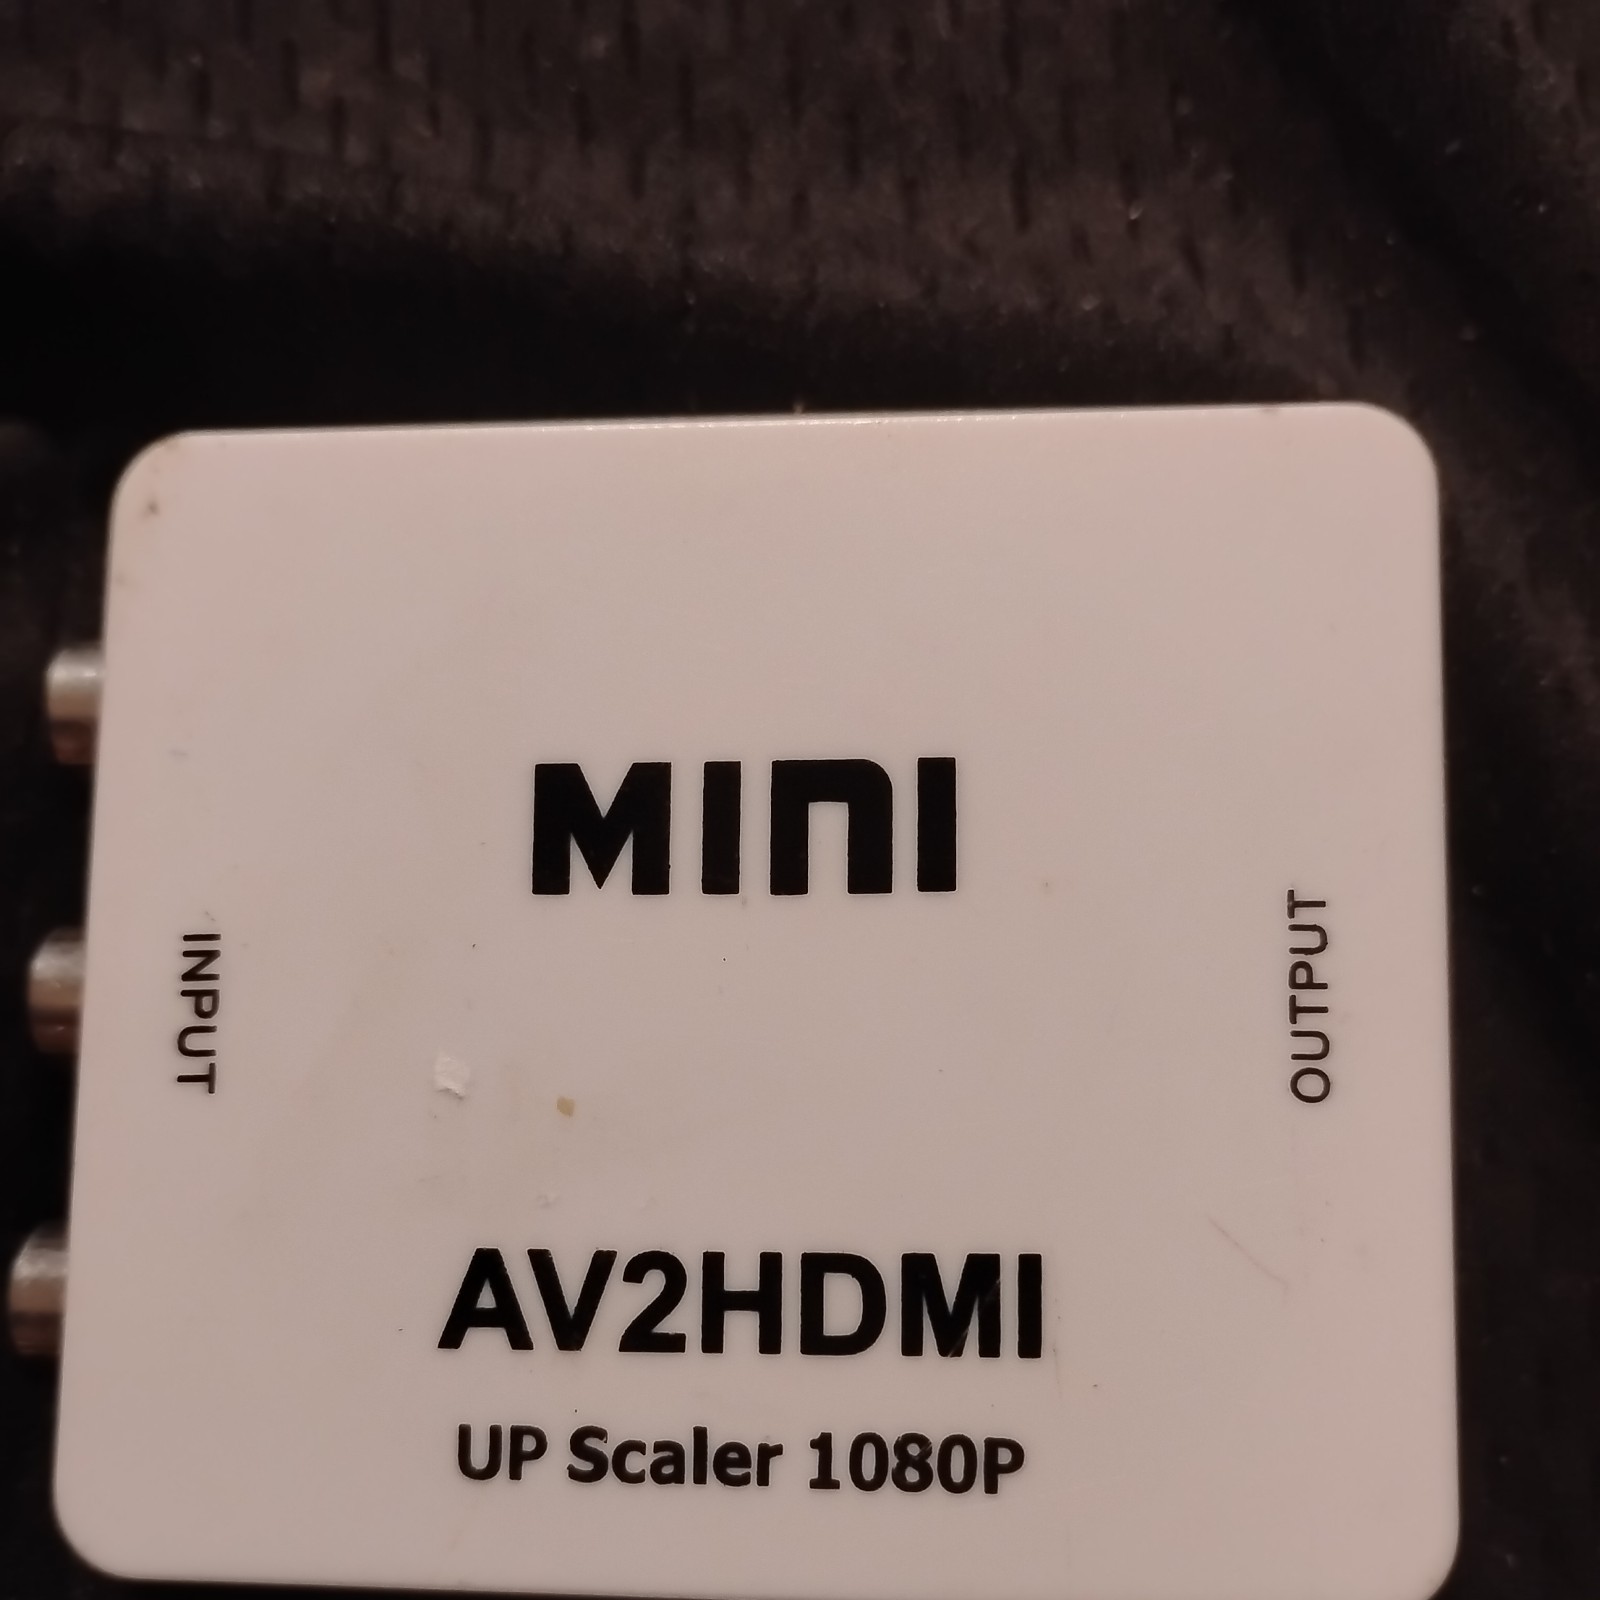 MINI
INPUT
OUTPUT
AV2HDMI
UP Scaler 1080P